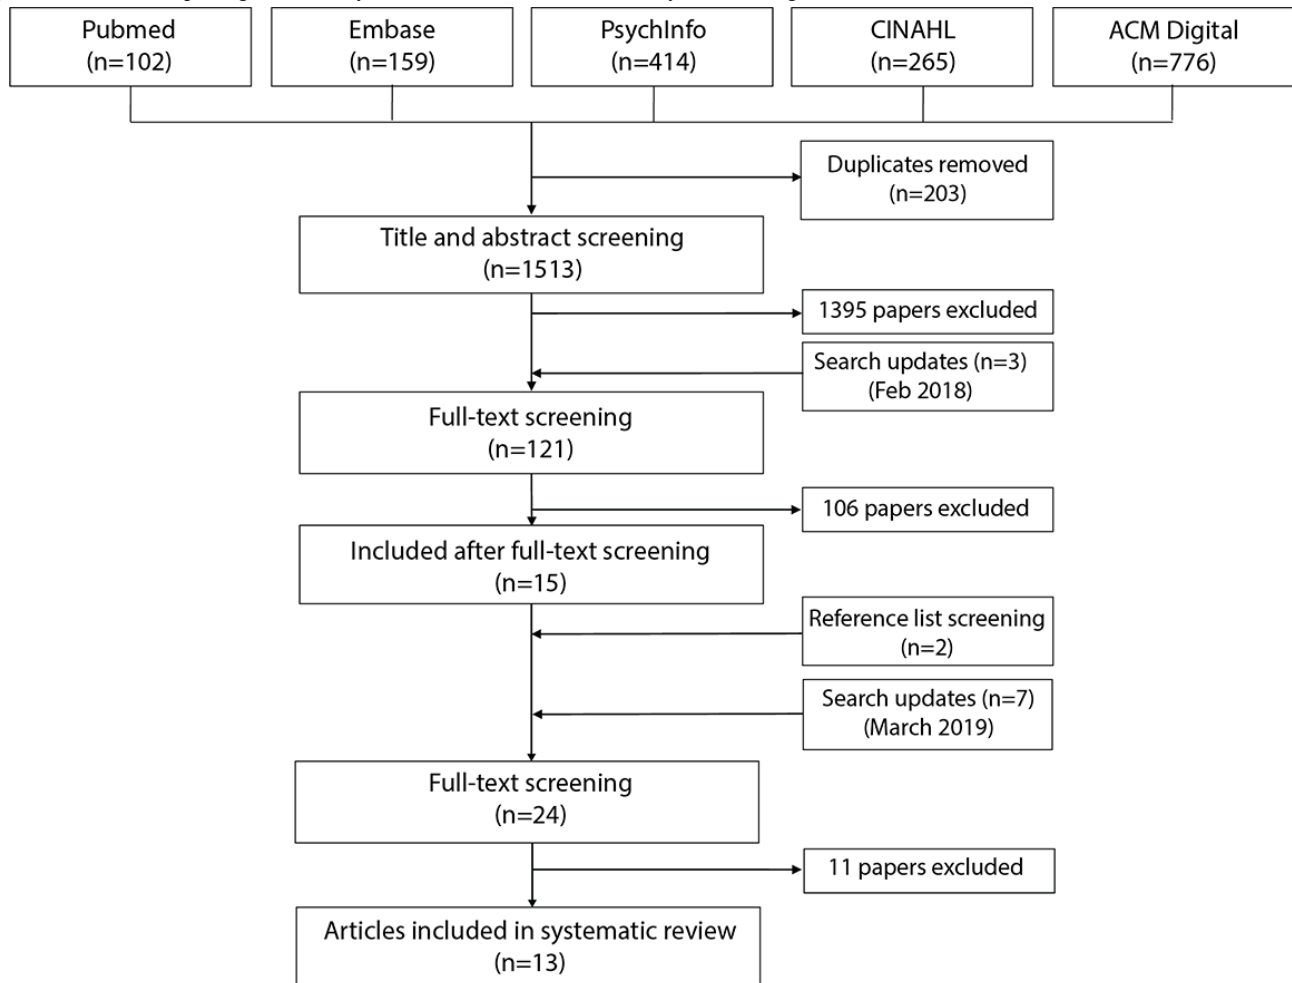 Pubmed
(n=102)
Embase
(n=159)
PsychInfo
(n=414)
CINAHL
(n=265)
ACM Digital
(n=776)
Duplicates removed
(n=203)
Title and abstract screening
(n=1513)
1395 papers excluded
Search updates (n=3)
(Feb 2018)
Full-text screening
(n=121)
106 papers excluded
Included after full-text screening
(n=15)
Reference list screening
(n=2)
Search updates (n=7)
(March 2019)
Full-text screening
(n=24)
11 papers excluded
Articles included in systematic review
(n=13)